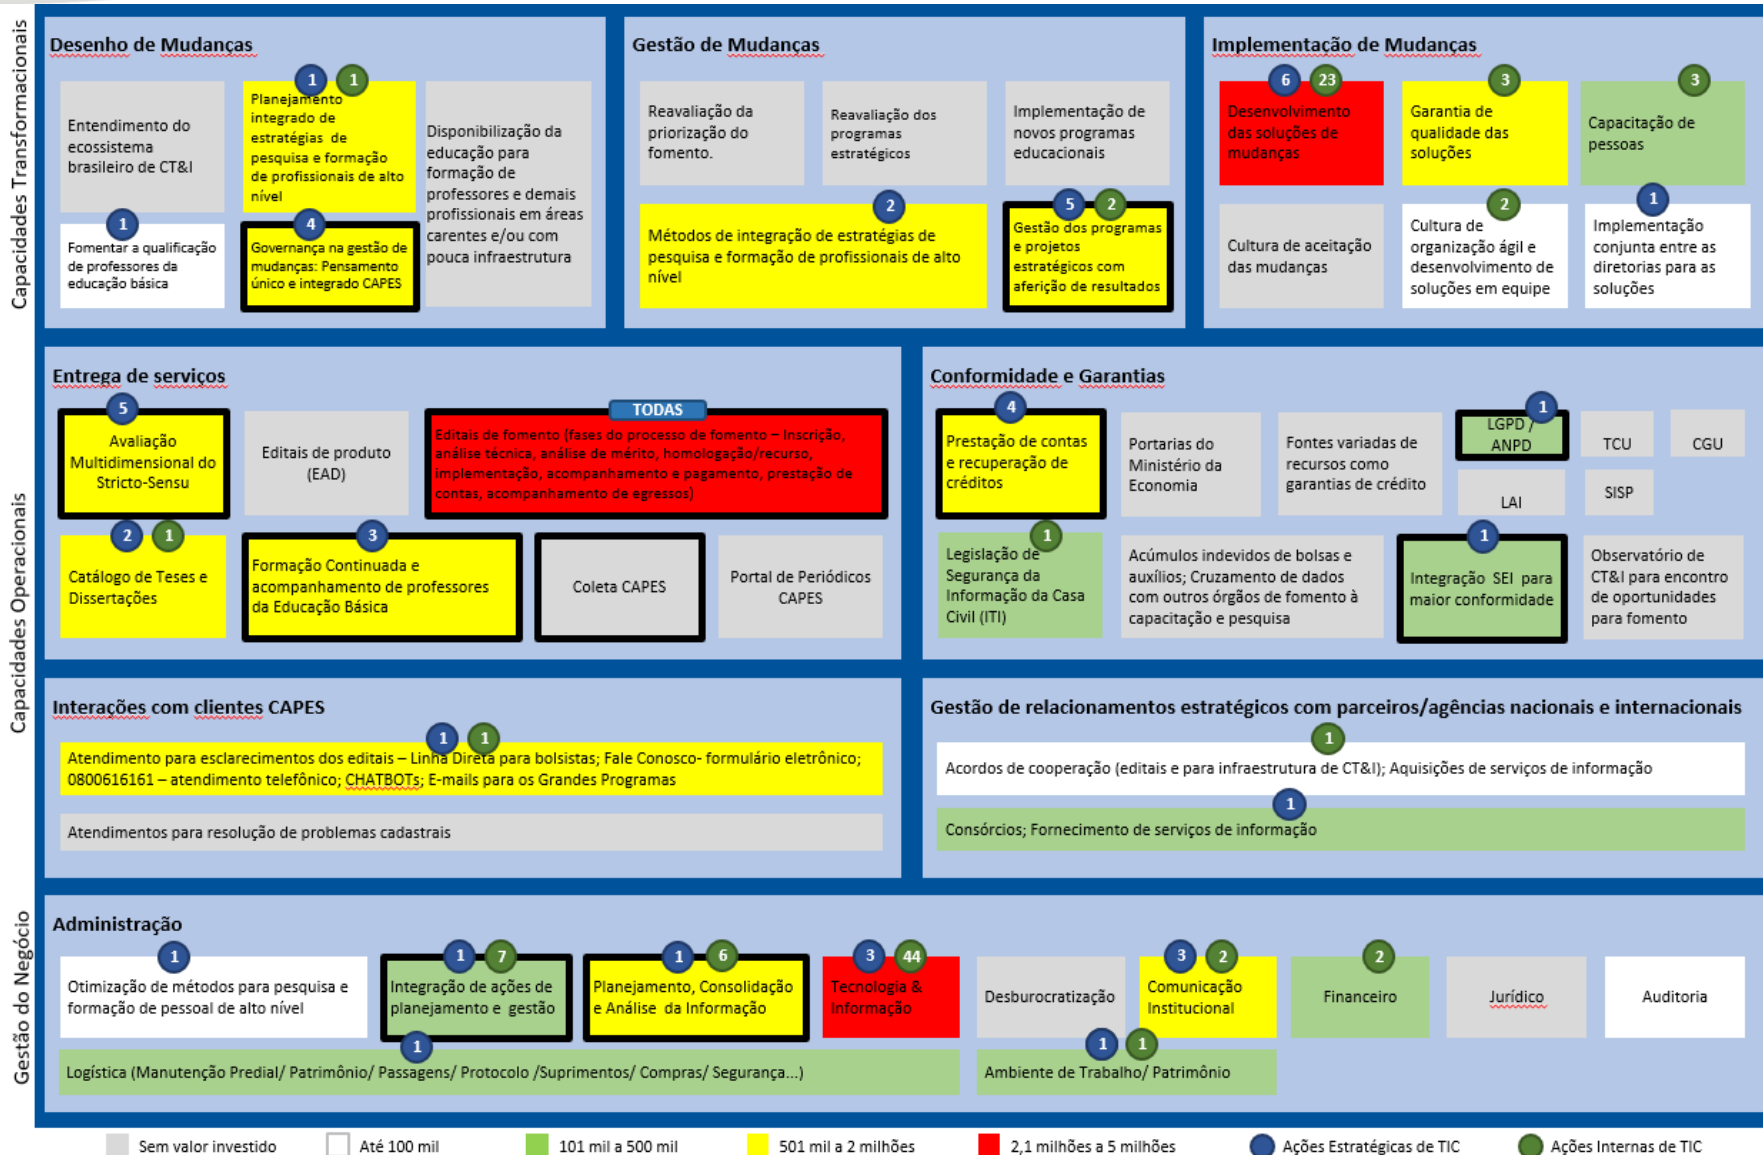 Capacidades Transformacionais
Desenho de Mudanças
Entendimento do
ecossistema
brasileiro de CT&I
1
1
Planejamento
integrado de
estratégias de
pesquisa e formação
de profissionais de alto
nível
Disponibilização da
educação para
formação de
professores e demais
profissionais em áreas
carentes e/ou com
pouca infraestrutura
1
Fomentar a qualificação
de professores da
educação básica
4
Governança na gestão de
mudanças: Pensamento
único e integrado CAPES
Gestão de Mudanças
Reavaliação da
priorização do
fomento.
Reavaliação dos
programas
estratégicos
Implementação de
novos programas
educacionais
2
Métodos de integração de estratégias de
pesquisa e formação de profissionais de alto
nível
5
2
Gestão dos programas
e projetos
estratégicos com
aferição de resultados
Implementação de Mudanças
6
23
Desenvolvimento
das soluções de
mudanças
3
Garantia de
qualidade das
soluções
3
Capacitação de
pessoas
Cultura de aceitação
das mudanças
2
Cultura de
organização ágil e
desenvolvimento de
soluções em equipe
1
Implementação
conjunta entre as
diretorias para as
soluções
Capacidades Operacionais
Entrega de serviços
5
Avaliação
Multidimensional do
Stricto-Sensu
Editais de produto
(EAD)
TODAS
Editais de fomento (fases do processo de fomento – Inscrição,
análise técnica, análise de mérito, homologação/recurso,
implementação, acompanhamento e pagamento, prestação de
contas, acompanhamento de egressos)
2
1
Catálogo de Teses e
Dissertações
3
Formação Continuada e
acompanhamento de professores
da Educação Básica
Coleta CAPES
Portal de Periódicos
CAPES
Conformidade e Garantias
4
Prestação de contas
e recuperação de
créditos
Portarias do
Ministério da
Economia
Fontes variadas de
recursos como
garantias de crédito
1
LGPD /
ANPD
TCU
CGU
LAI
SISP
1
Legislação de
Segurança da
Informação da Casa
Civil (ITI)
Acúmulos indevidos de bolsas e
auxílios; Cruzamento de dados
com outros órgãos de fomento à
capacitação e pesquisa
1
Integração SEI para
maior conformidade
Observatório de
CT&I para encontro
de oportunidades
para fomento
Interações com clientes CAPES
1
1
Atendimento para esclarecimentos dos editais – Linha Direta para bolsistas; Fale Conosco- formulário eletrônico;
0800616161 – atendimento telefônico; CHATBOTs; E-mails para os Grandes Programas
Atendimentos para resolução de problemas cadastrais
Gestão de relacionamentos estratégicos com parceiros/agências nacionais e internacionais
1
Acordos de cooperação (editais e para infraestrutura de CT&I); Aquisições de serviços de informação
1
Consórcios; Fornecimento de serviços de informação
Gestão do Negócio
Administração
1
Otimização de métodos para pesquisa e
formação de pessoal de alto nível
1
7
Integração de ações de
planejamento e gestão
1
6
Planejamento, Consolidação
e Análise da Informação
3
44
Tecnologia &
Informação
Desburocratização
3
2
Comunicação
Institucional
2
Financeiro
Jurídico
Auditoria
1
Logística (Manutenção Predial/ Patrimônio/ Passagens/ Protocolo /Suprimentos/ Compras/ Segurança...)
1
1
Ambiente de Trabalho/ Patrimônio
Sem valor investido
Até 100 mil
101 mil a 500 mil
501 mil a 2 milhões
2,1 milhões a 5 milhões
Ações Estratégicas de TIC
Ações Internas de TIC